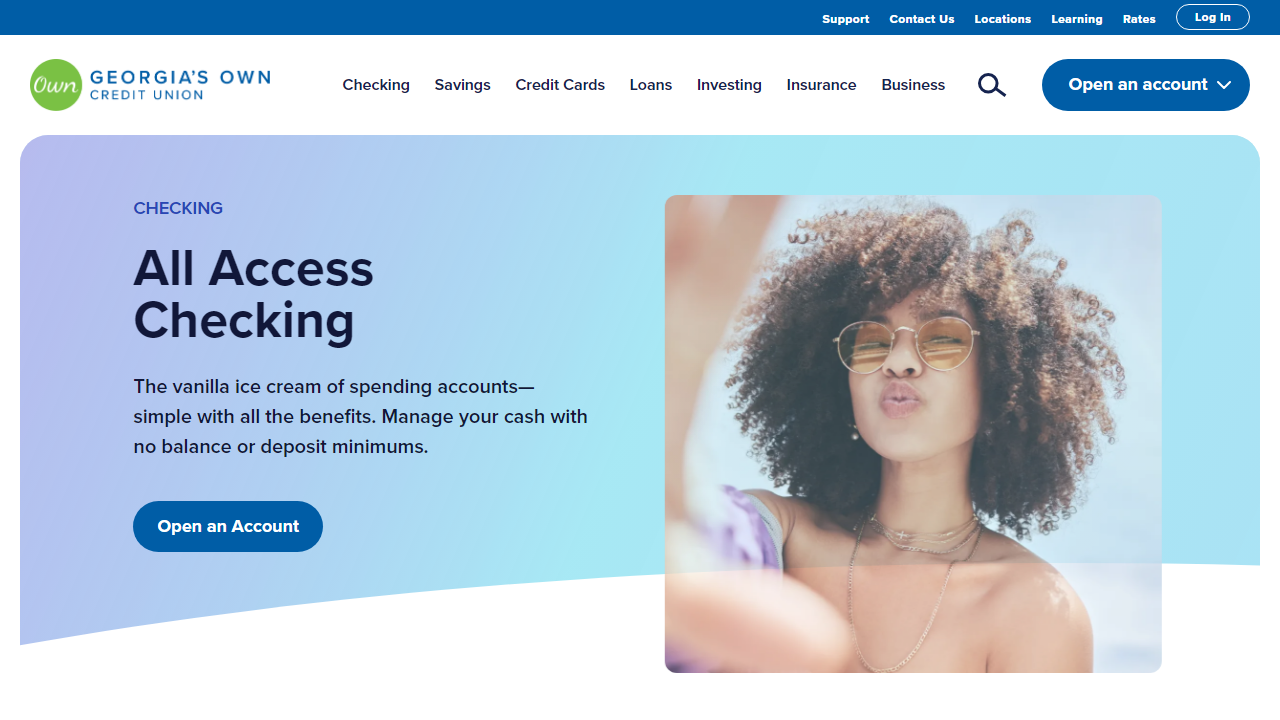 Support Contact Us Locations Learning Rates Log In
Own GEORGIA'S OWN
CREDIT UNION
Checking Savings Credit Cards Loans Investing Insurance Business Open an account
CHECKING
All Access
Checking
The vanilla ice cream of spending accounts—
simple with all the benefits. Manage your cash with
no balance or deposit minimums.
Open an Account